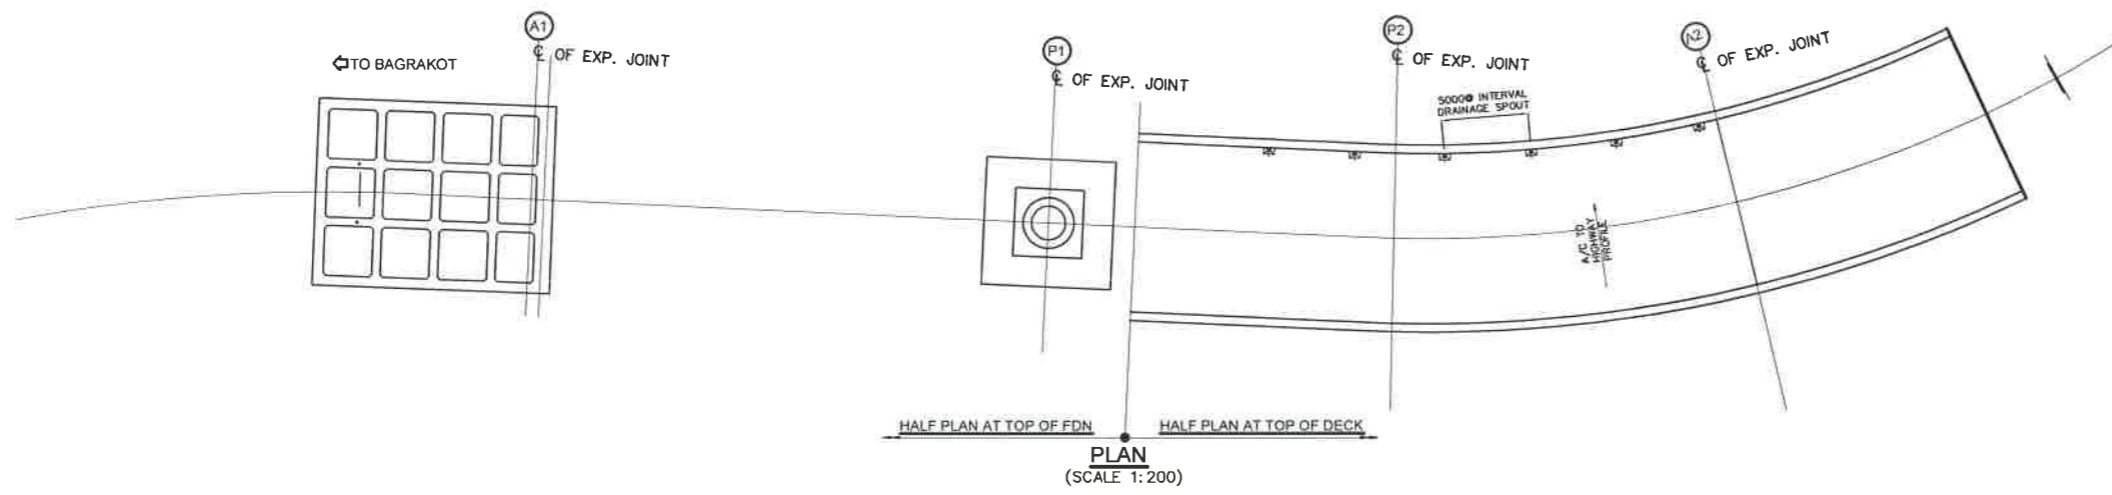 A1
℄ OF EXP. JOINT
⇦TO BAGRAKOT
P1
℄ OF EXP. JOINT
P2
℄ OF EXP. JOINT
A2
℄ OF EXP. JOINT
5000@ INTERVAL
DRAINAGE SPOUT
A/C TO
HIGHWAY
PROFILE
HALF PLAN AT TOP OF FDN
HALF PLAN AT TOP OF DECK
PLAN
(SCALE 1:200)